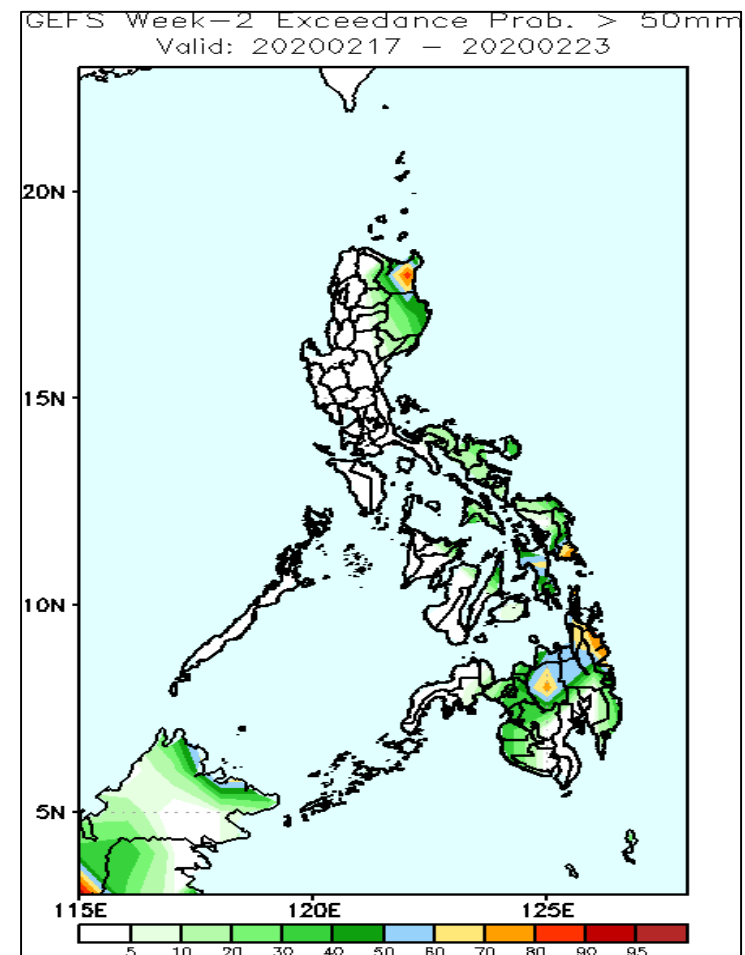 GEFS Week-2 Exceedance Prob. > 50mm
Valid: 20200217 - 20200223
20N
15N
10N
5N
115E 120E 125E
5 10 20 30 40 50 60 70 80 90 95